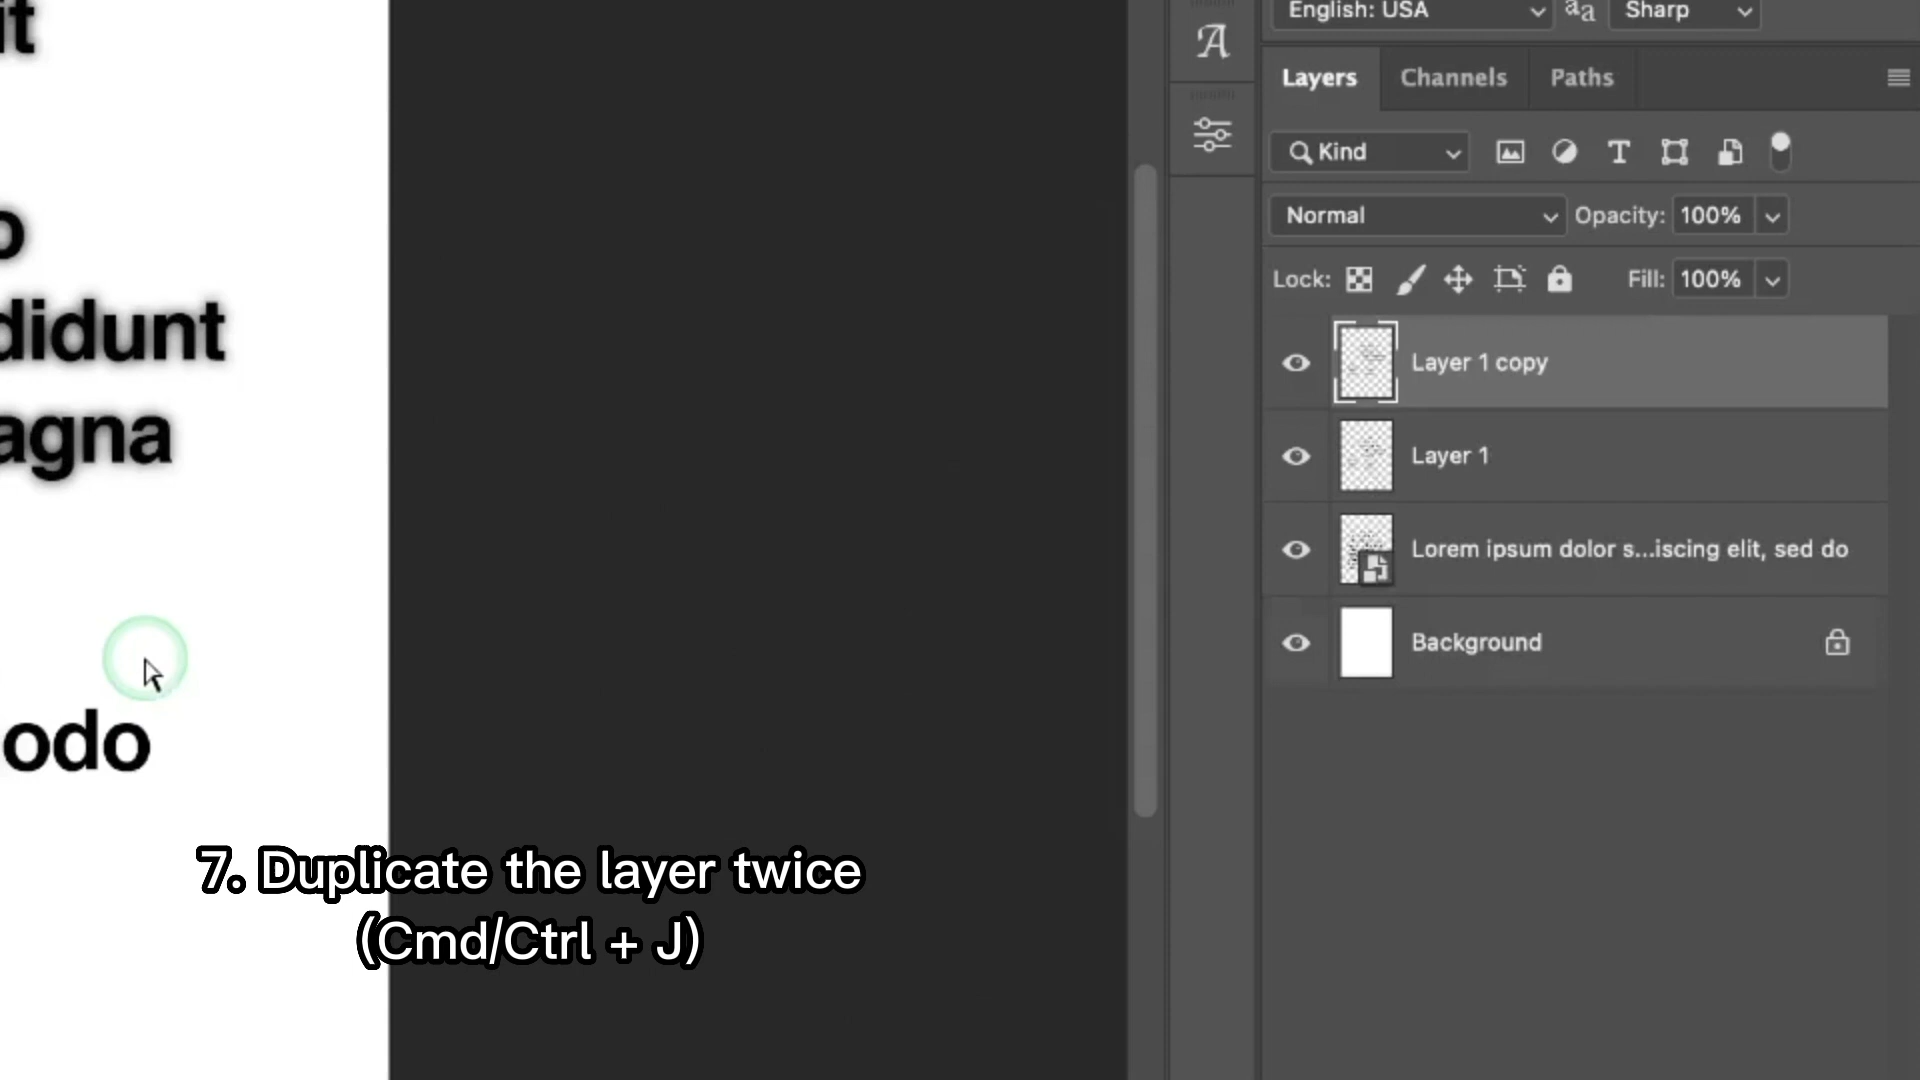 it
o
didunt
agna
odo
7. Duplicate the layer twice
(Cmd/Ctrl + J)
A
English: USA
aa
Sharp
Layers
Channels
Paths
Kind
T
Normal
Opacity: 100%
Lock:
Fill: 100%
Layer 1 copy
Layer 1
Lorem ipsum dolor s...iscing elit, sed do
Background